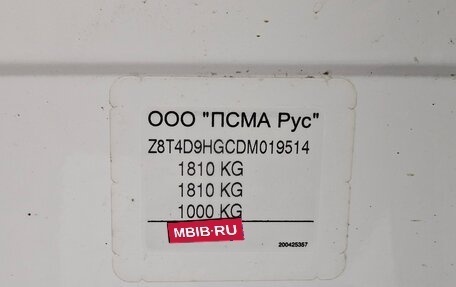 ООО "ПСМА Рус"
Z8T4D9HGCDM019514
1810 KG
1810 KG
1000 KG
MBIB.RU
200425357